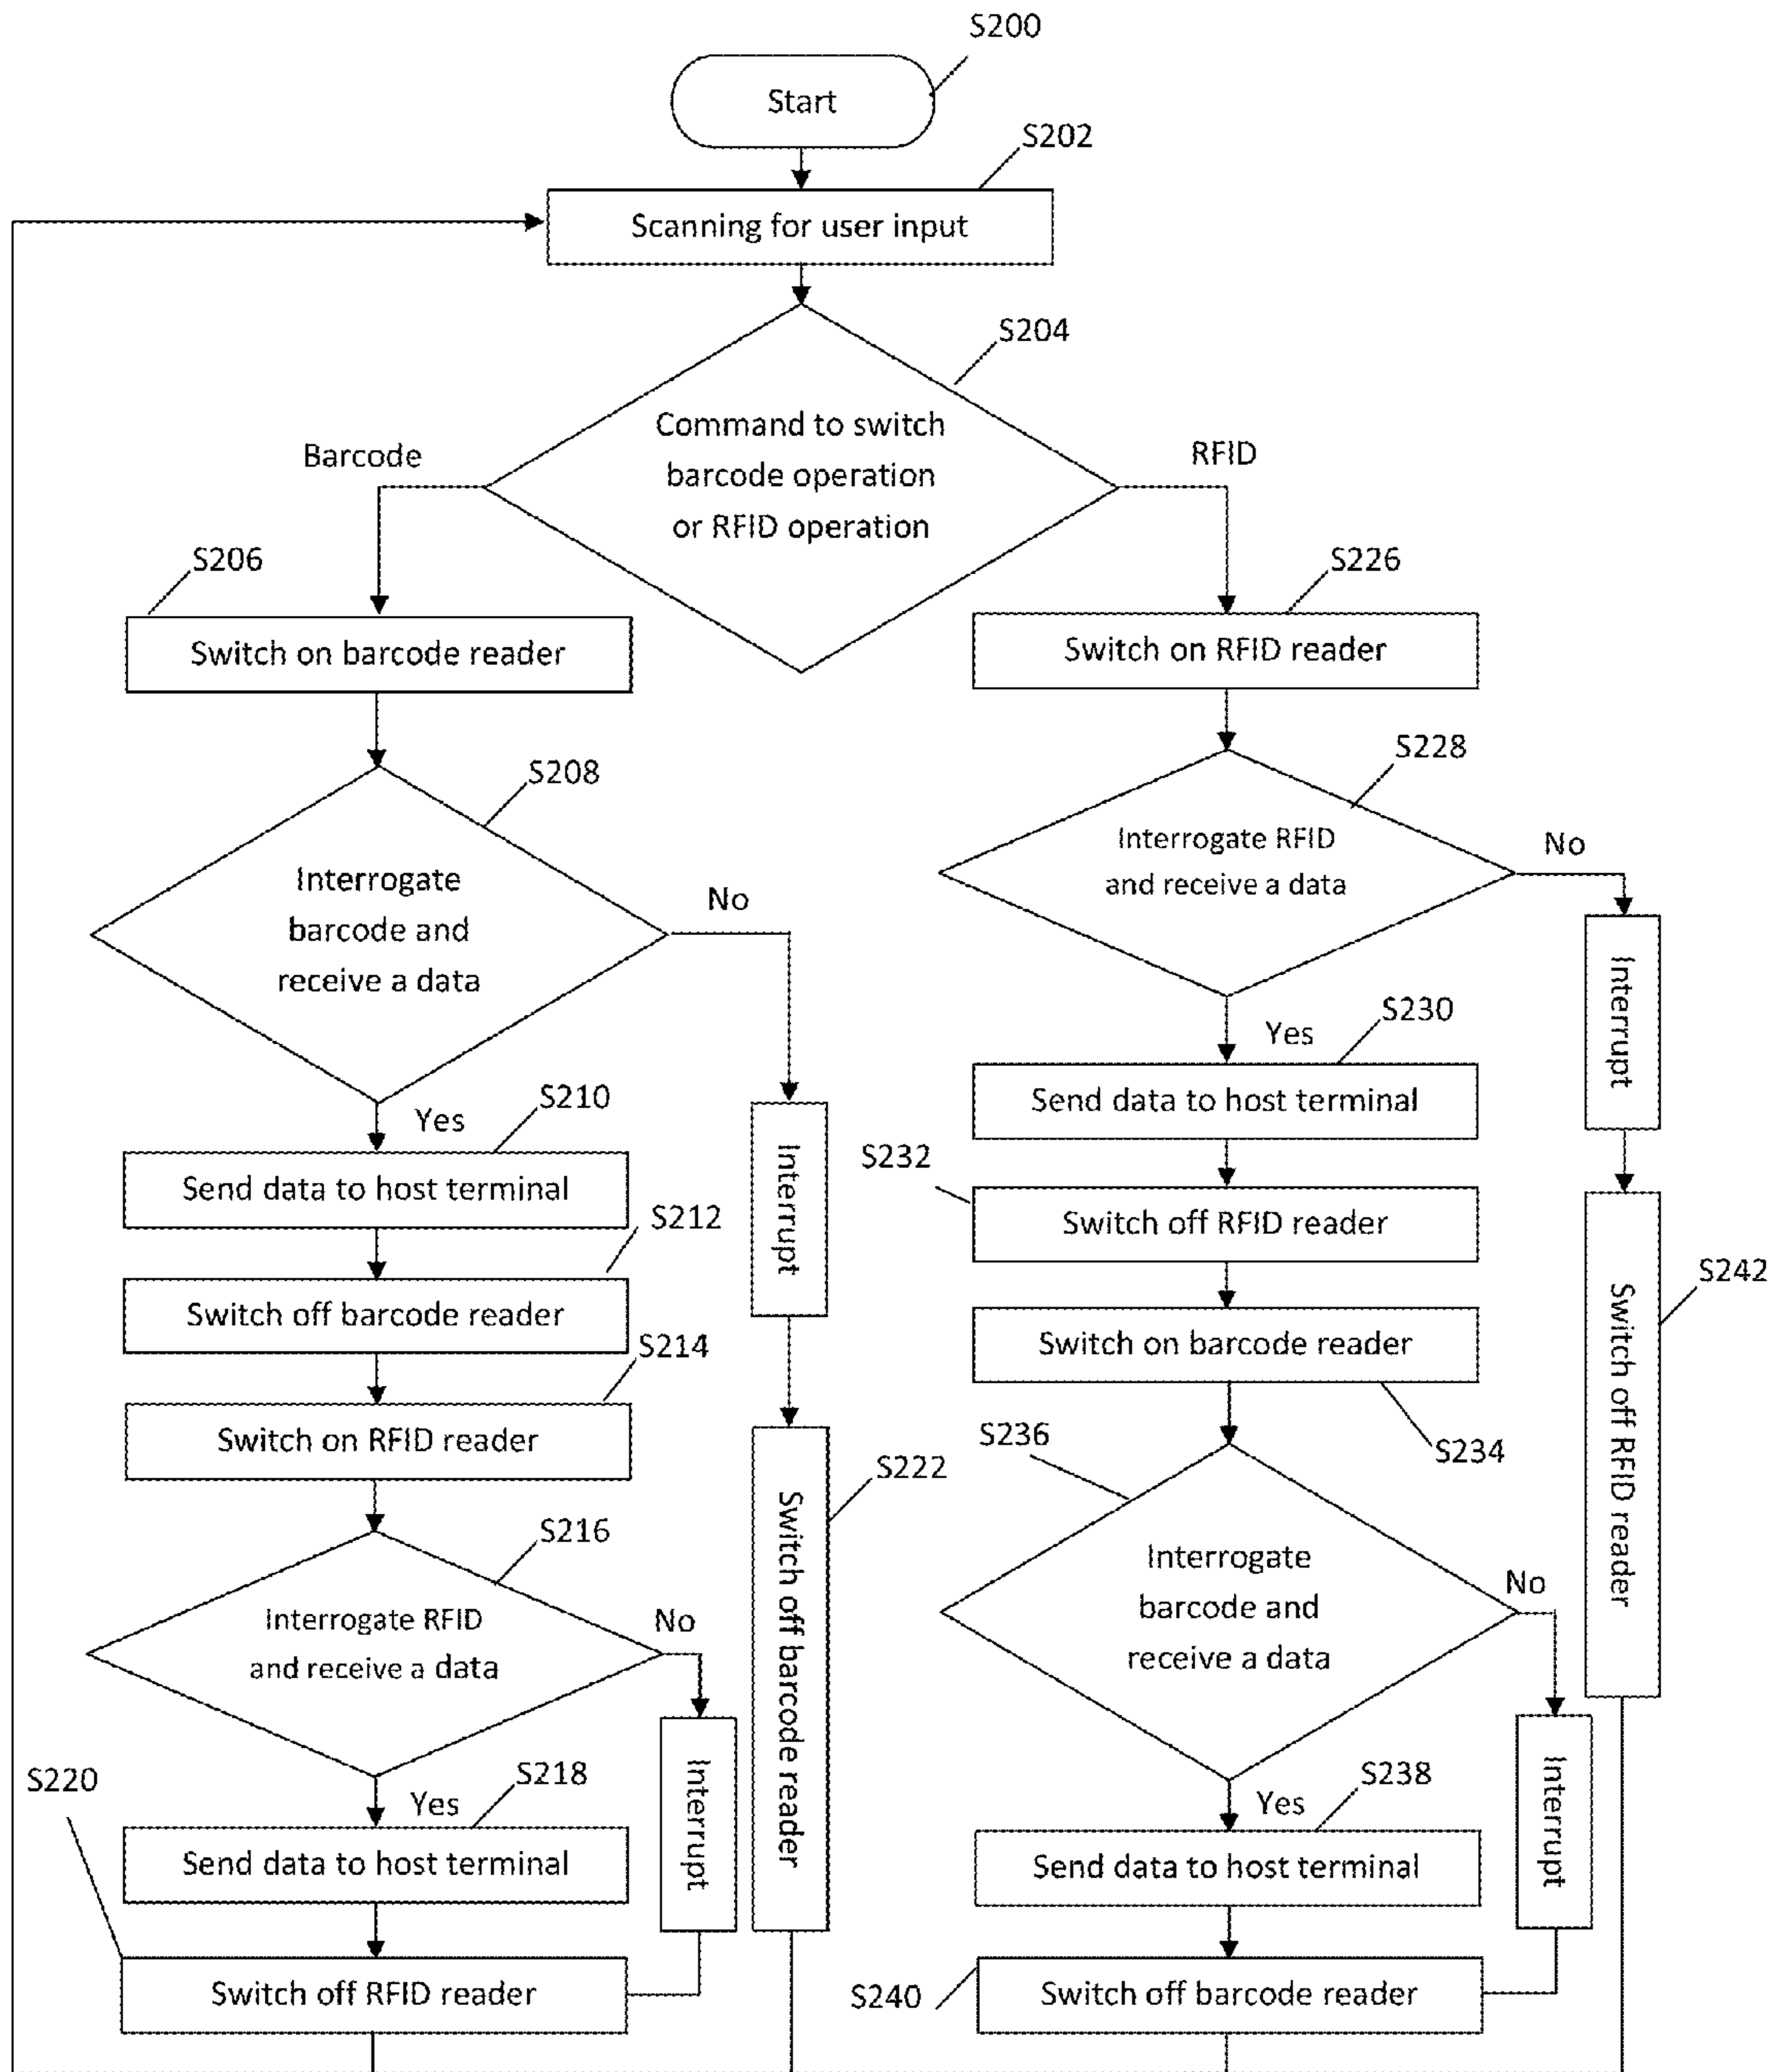 S200
Start
S202
Scanning for user input
S204
Command to switch
barcode operation
or RFID operation
Barcode
RFID
S206
Switch on barcode reader
S226
Switch on RFID reader
S208
Interrogate
barcode and
receive a data
No
S228
Interrogate RFID
and receive a data
No
Interrupt
Yes
S210
Send data to host terminal
S212
Switch off barcode reader
S214
Switch on RFID reader
Interrupt
S222
Switch off barcode reader
Yes
S230
Send data to host terminal
S232
Switch off RFID reader
Switch on barcode reader
S234
S242
Switch off RFID reader
S216
Interrogate RFID
and receive a data
No
Interrupt
S236
Interrogate
barcode and
receive a data
No
Interrupt
S220
Yes
S218
Send data to host terminal
Switch off RFID reader
Yes
S238
Send data to host terminal
S240
Switch off barcode reader